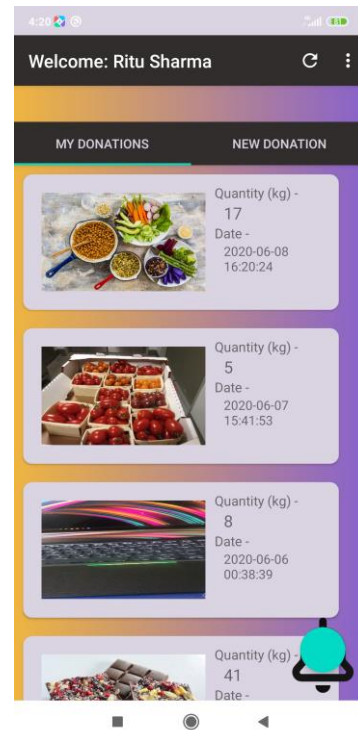 4:20
Welcome: Ritu Sharma
MY DONATIONS
NEW DONATION
Quantity (kg) -
17
Date -
2020-06-08
16:20:24
Quantity (kg) -
5
Date -
2020-06-07
15:41:53
Quantity (kg) -
8
Date -
2020-06-06
00:38:39
Quantity (kg) -
41
Date -